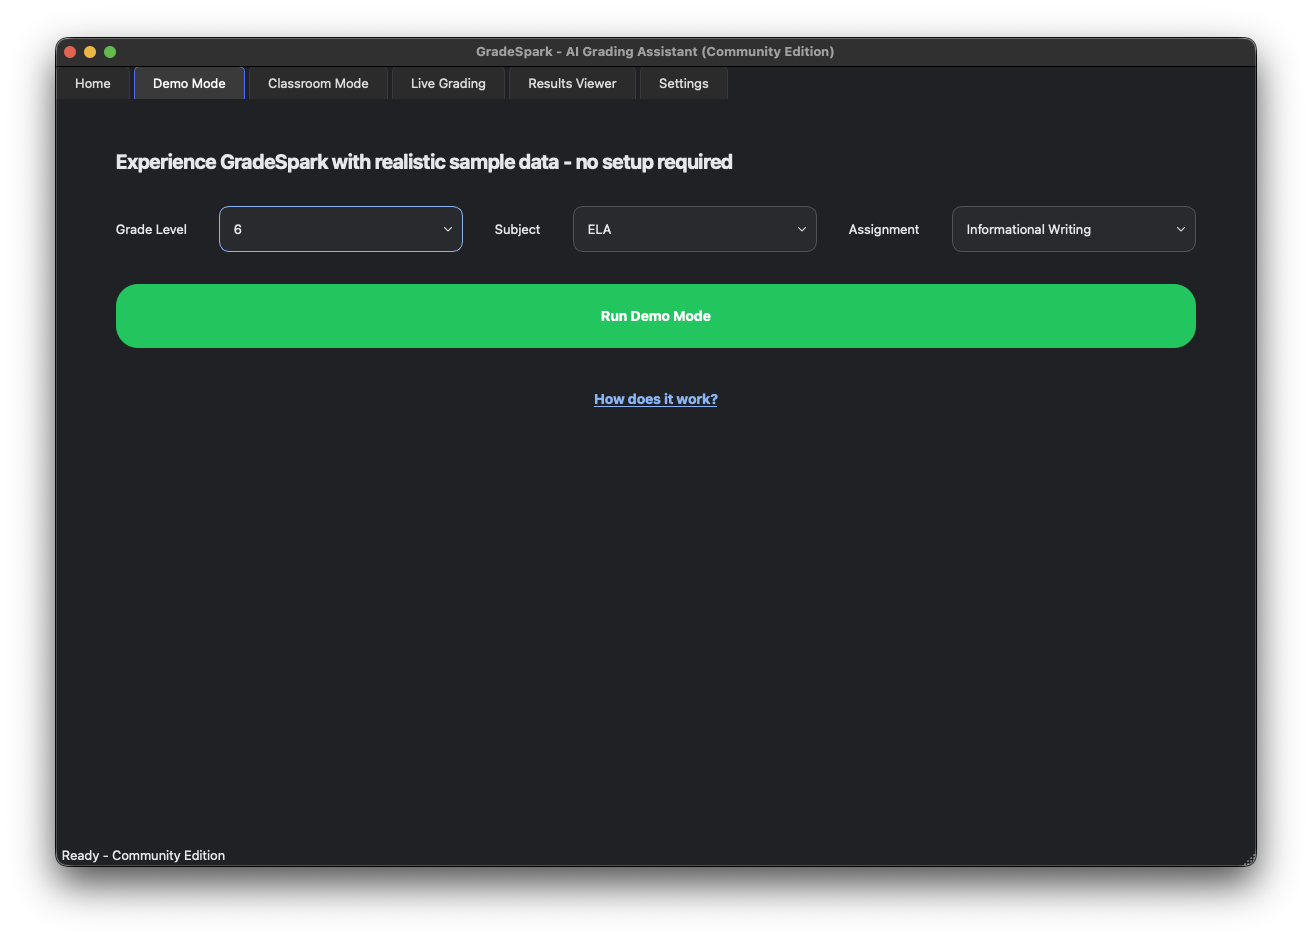 GradeSpark - AI Grading Assistant (Community Edition)
Home Demo Mode Classroom Mode Live Grading Results Viewer Settings
Experience GradeSpark with realistic sample data - no setup required
Grade Level 6 Subject ELA Assignment Informational Writing
Run Demo Mode
How does it work?
Ready - Community Edition